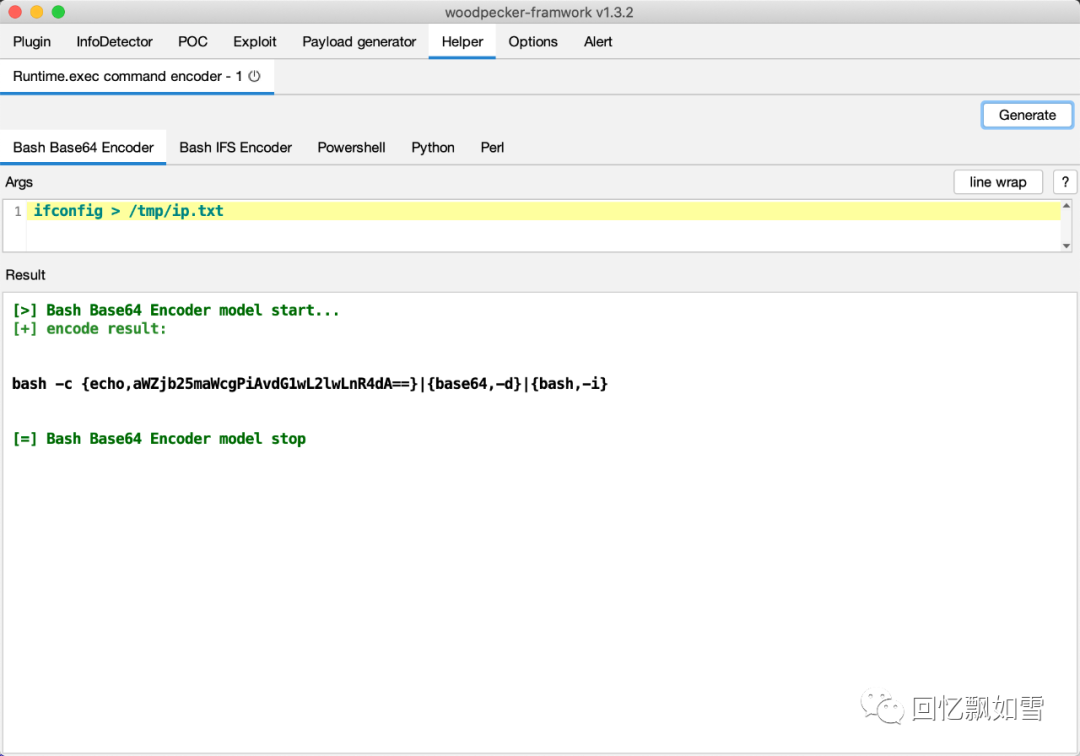 woodpecker-framwork v1.3.2
Plugin InfoDetector POC Exploit Payload generator Helper Options Alert
Runtime.exec command encoder - 1
Generate
Bash Base64 Encoder Bash IFS Encoder Powershell Python Perl
Args line wrap ?
1 ifconfig > /tmp/ip.txt
Result
[>] Bash Base64 Encoder model start...
[+] encode result:
bash -c {echo,aWZjb25maWcgPiAvdG1wL2lwLnR4dA==}|{base64,-d}|{bash,-i}
[=] Bash Base64 Encoder model stop
回忆飘如雪